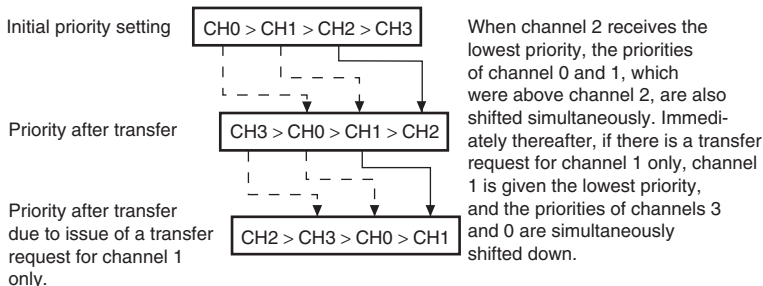 Initial priority setting
CH0 > CH1 > CH2 > CH3
Priority after transfer
CH3 > CH0 > CH1 > CH2
Priority after transfer
due to issue of a transfer
request for channel 1
only.
CH2 > CH3 > CH0 > CH1
When channel 2 receives the
lowest priority, the priorities
of channel 0 and 1, which
were above channel 2, are also
shifted simultaneously. Immedi-
ately thereafter, if there is a transfer
request for channel 1 only, channel
1 is given the lowest priority,
and the priorities of channels 3
and 0 are simultaneously
shifted down.